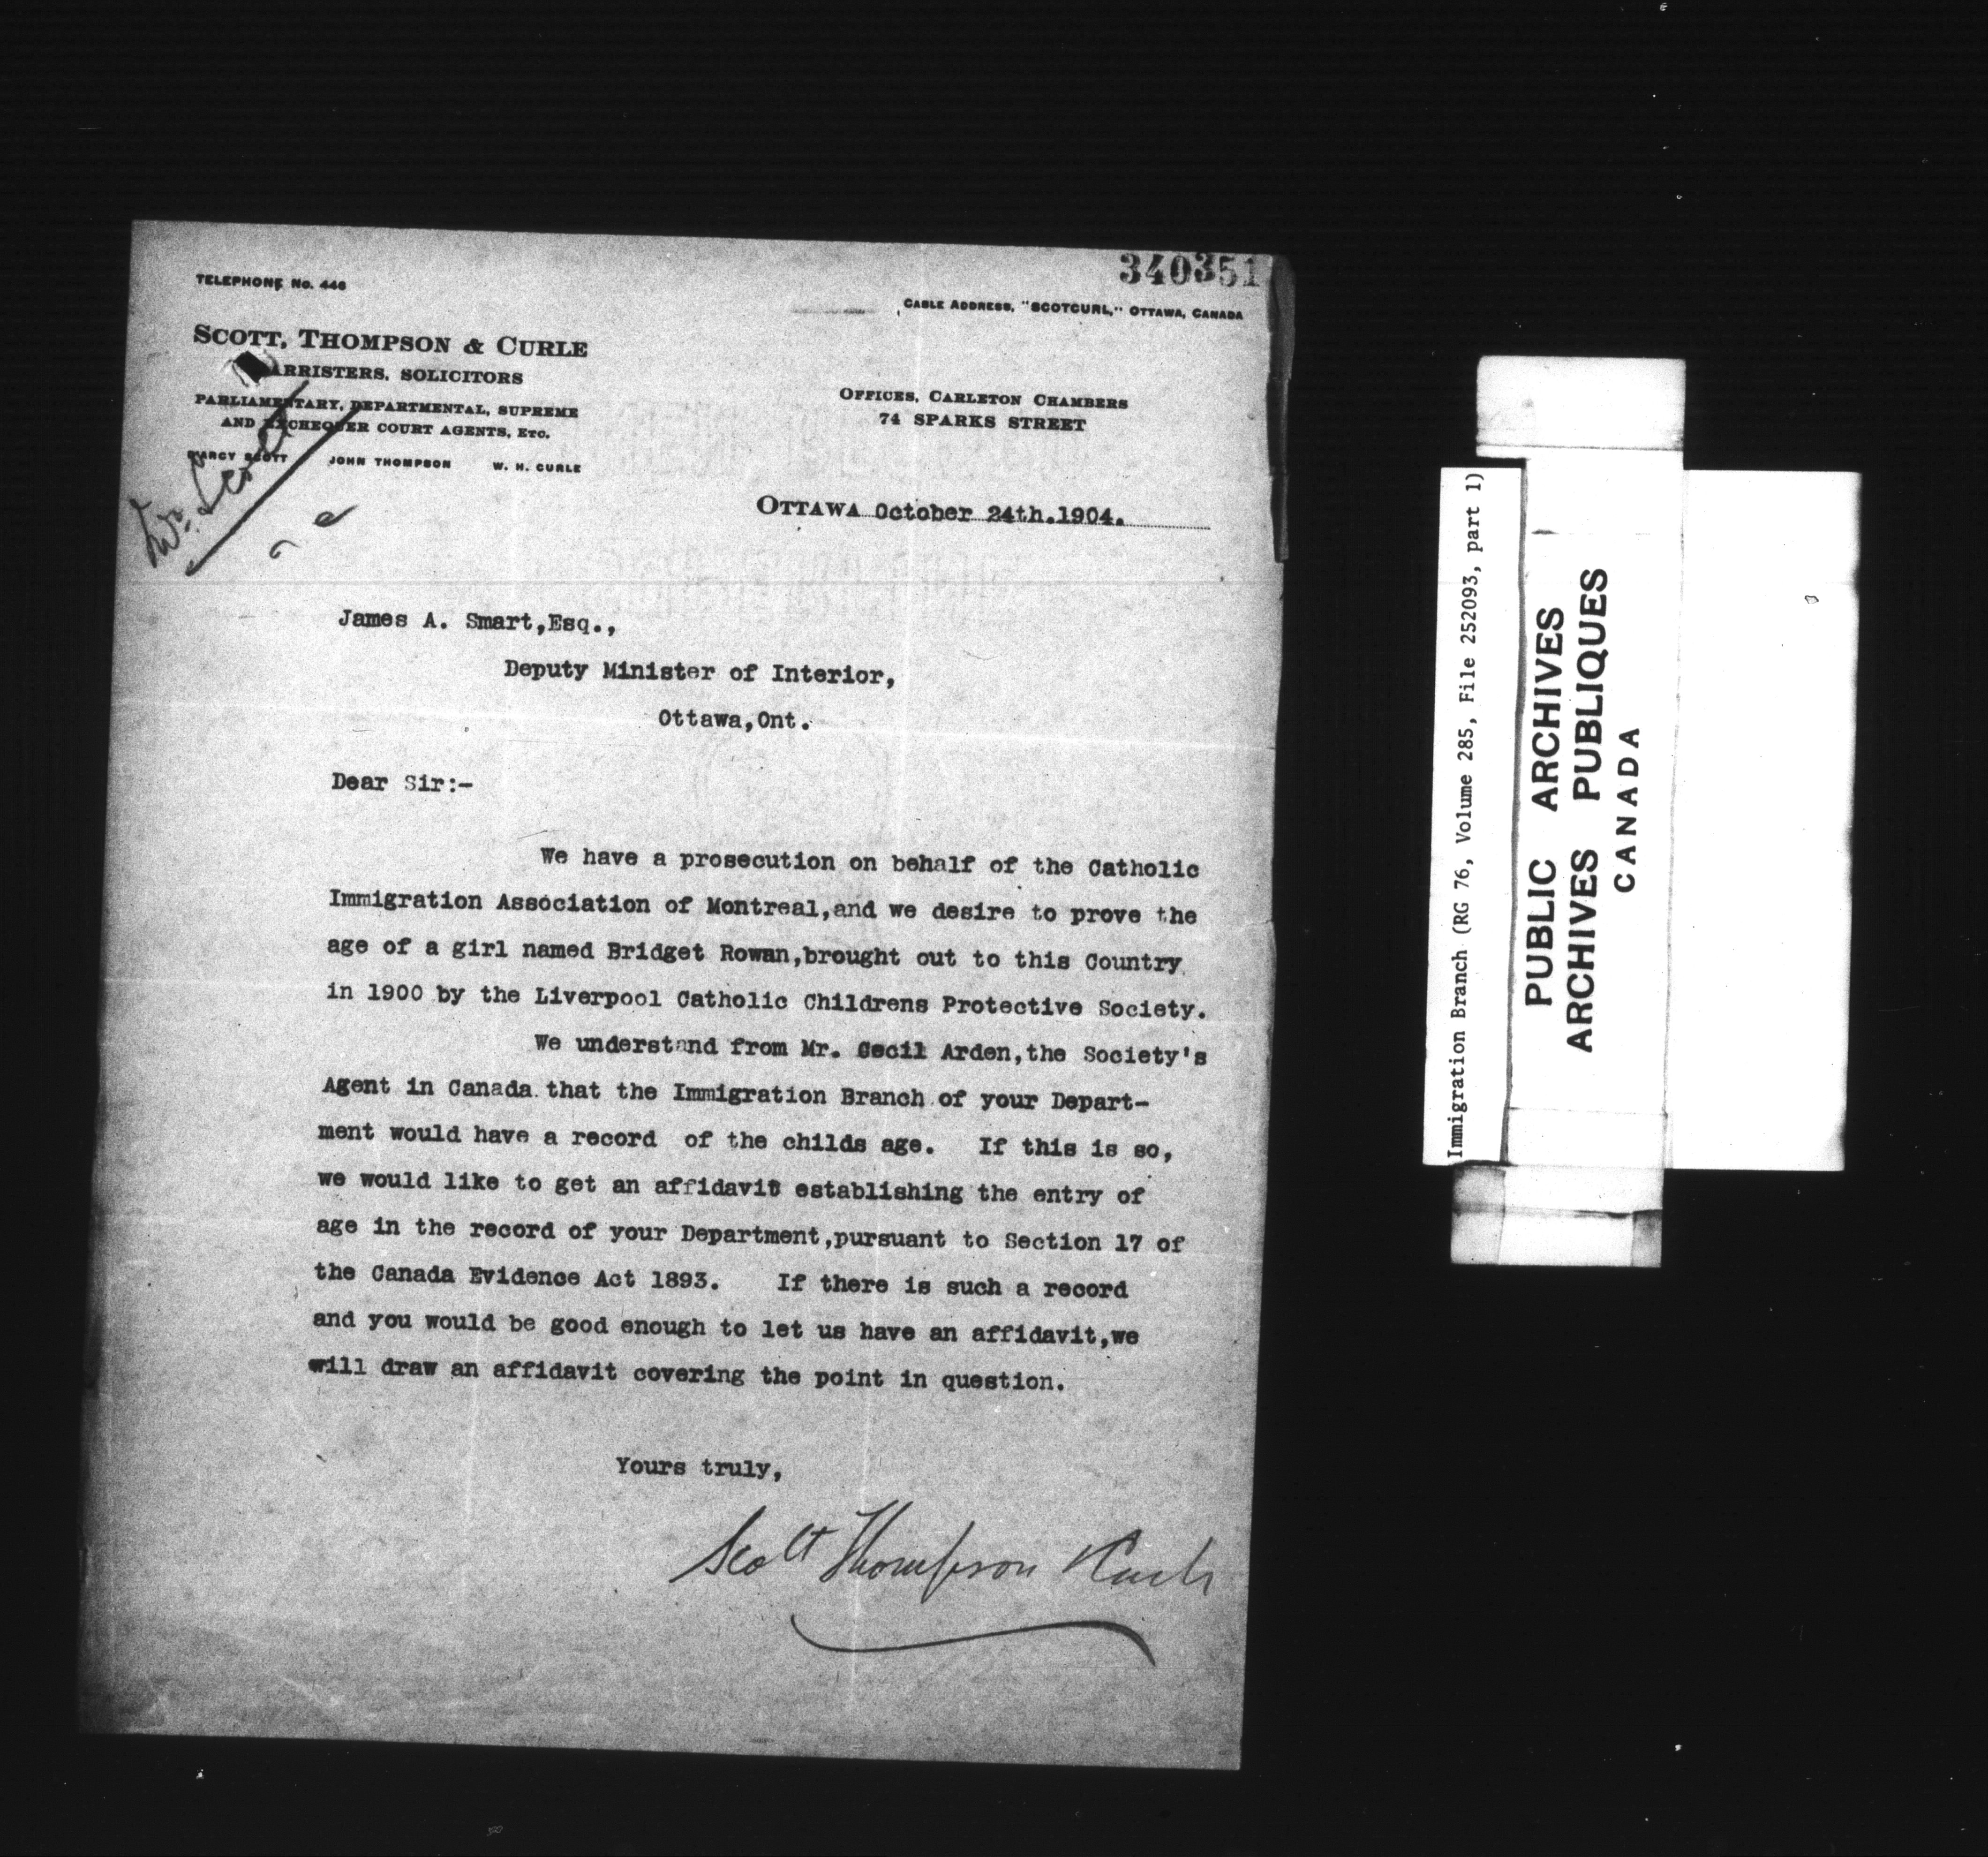 340351
TELEPHONE No. 446
CABLE ADDRESS, "SCOTCURL," OTTAWA, CANADA
SCOTT, THOMPSON & CURLE
BARRISTERS, SOLICITORS
PARLIAMENTARY, DEPARTMENTAL, SUPREME
AND EXCHEQUER COURT AGENTS, ETC.
D'ARCY SCOTT JOHN THOMPSON W. H. CURLE
OFFICES, CARLETON CHAMBERS
74 SPARKS STREET
OTTAWA October 24th.1904.
James A. Smart,Esq.,
Deputy Minister of Interior,
Ottawa,Ont.
Dear Sir:-
We have a prosecution on behalf of the Catholic
Immigration Association of Montreal,and we desire to prove the
age of a girl named Bridget Rowan,brought out to this Country
in 1900 by the Liverpool Catholic Childrens Protective Society.
We understand from Mr. Cecil Arden,the Society's
Agent in Canada that the Immigration Branch of your Depart-
ment would have a record of the childs age. If this is so,
we would like to get an affidavit establishing the entry of
age in the record of your Department,pursuant to Section 17 of
the Canada Evidence Act 1893. If there is such a record
and you would be good enough to let us have an affidavit,we
will draw an affidavit covering the point in question.
Yours truly,
Scott Thompson & Curle
Immigration Branch (RG 76, Volume 285, File 252093, part 1)
PUBLIC ARCHIVES
ARCHIVES PUBLIQUES
CANADA